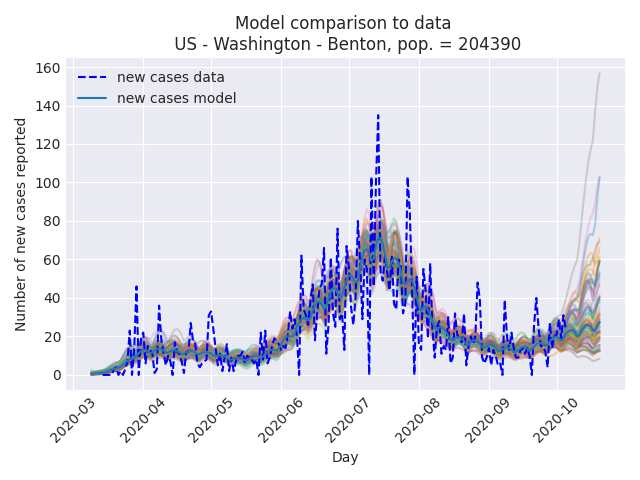 Model comparison to data
US - Washington - Benton, pop. = 204390
new cases data
new cases model
Number of new cases reported
160
140
120
100
80
60
40
20
0
2020-03
2020-04
2020-05
2020-06
2020-07
2020-08
2020-09
2020-10
Day